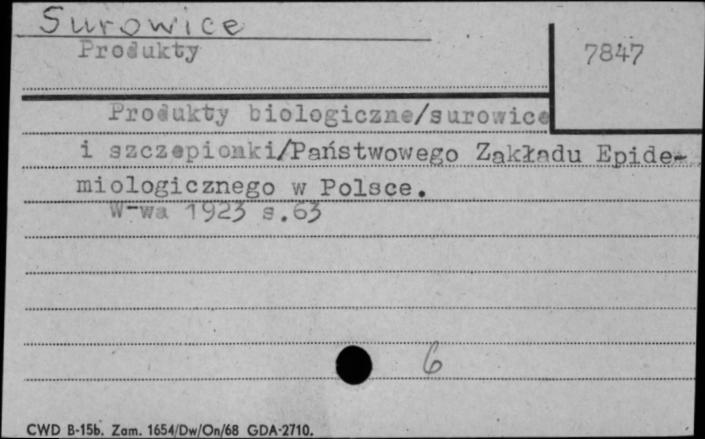 Surowice
Produkty
7847
Produkty biologiczne/surowice
i szczepionki/Państwowego Zakładu Epide-
miologicznego w Polsce.
W-wa 1923 s.63
6
CWD B-15b. Zam. 1654/Dw/On/68 GDA-2710.